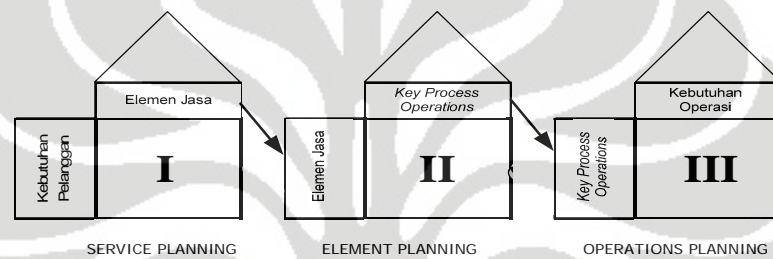 Elemen Jasa
Kebutuhan
Pelanggan
I
SERVICE PLANNING
Key Process
Operations
Elemen Jasa
II
ELEMENT PLANNING
Kebutuhan
Operasi
Key Process
Operations
III
OPERATIONS PLANNING